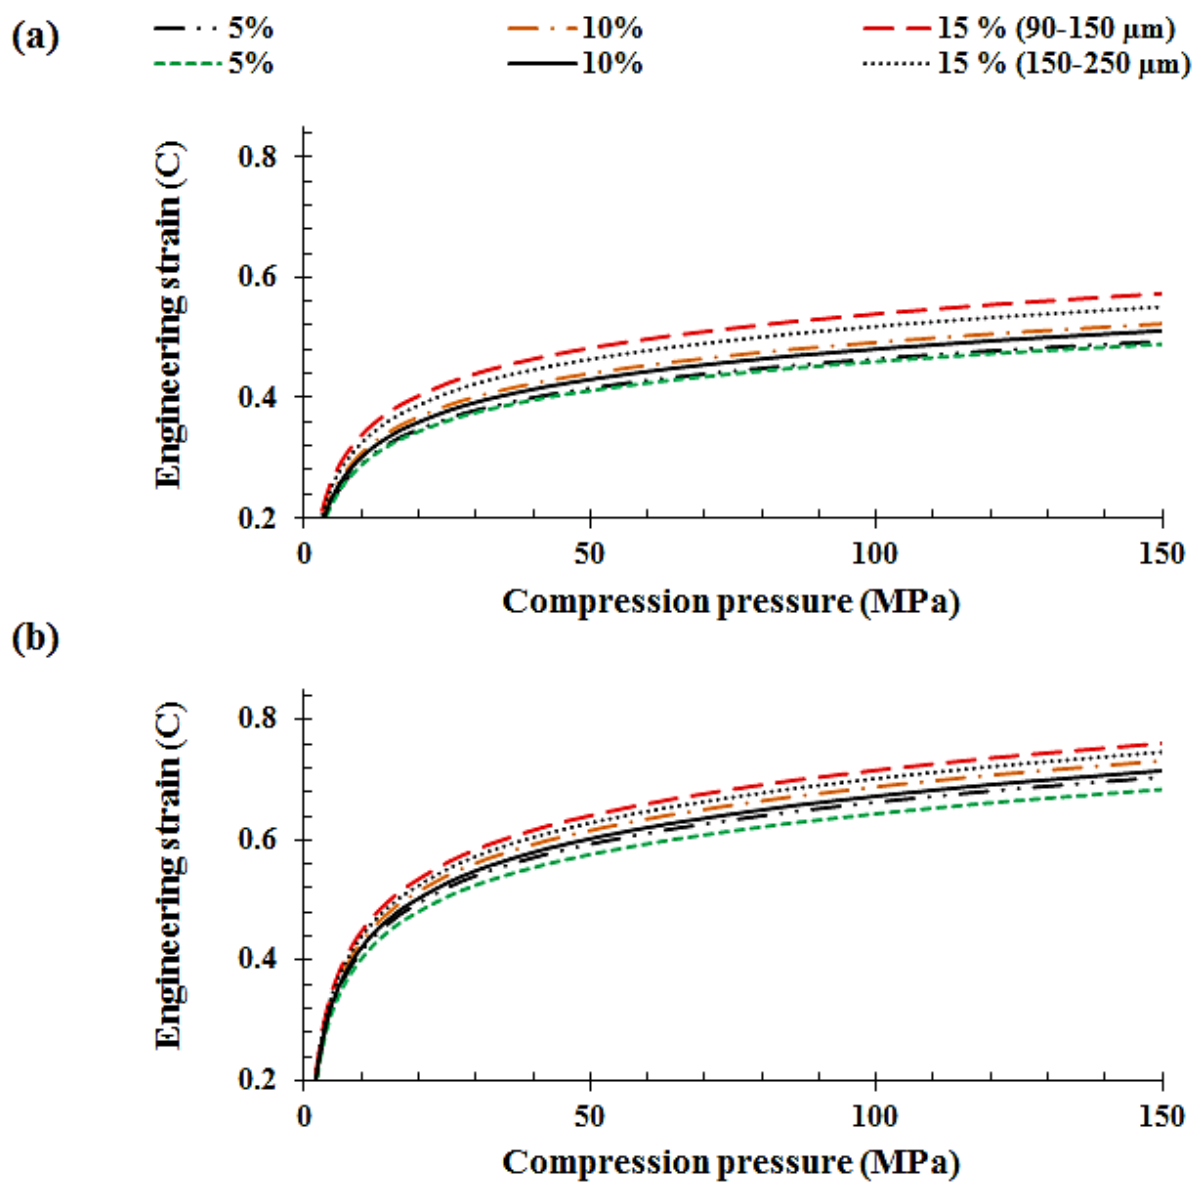 (a)
5% 10% 15 % (90-150 µm)
5% 10% 15 % (150-250 µm)
Engineering strain (C)
0.8
0.6
0.4
0.2
0 50 100 150
Compression pressure (MPa)
(b)
Engineering strain (C)
0.8
0.6
0.4
0.2
0 50 100 150
Compression pressure (MPa)